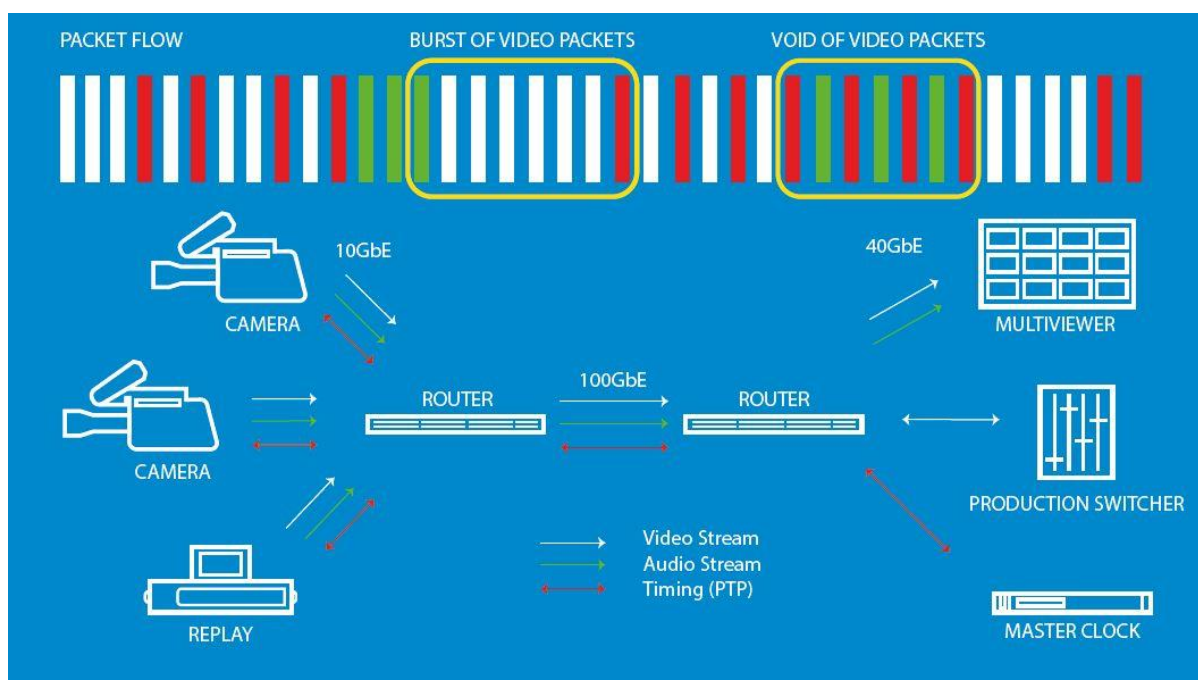 PACKET FLOW
BURST OF VIDEO PACKETS
VOID OF VIDEO PACKETS
10GbE
40GbE
CAMERA
MULTIVIEWER
100GbE
ROUTER
ROUTER
CAMERA
PRODUCTION SWITCHER
Video Stream
Audio Stream
Timing (PTP)
REPLAY
MASTER CLOCK